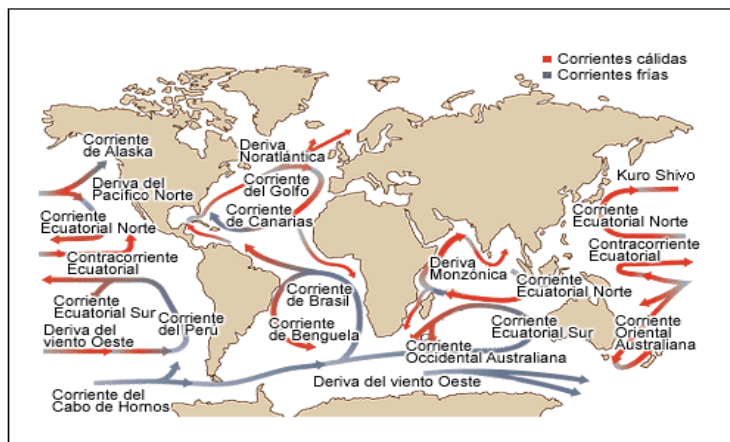 Corrientes cálidas
Corrientes frías
Corriente
de Alaska
Deriva del
Pacífico Norte
Corriente
Ecuatorial Norte
Contracorriente
Ecuatorial
Corriente
Ecuatorial Sur
Corriente
del Perú
Deriva del
viento Oeste
Corriente del
Cabo de Hornos
Deriva
Noratlántica
Corriente
del Golfo
Corriente
de Canarias
Corriente
de Brasil
Corriente
de Benguela
Deriva
Monzónica
Corriente
Ecuatorial Norte
Corriente
Ecuatorial Sur
Corriente
Occidental Australiana
Deriva del viento Oeste
Kuro Shivo
Corriente
Ecuatorial Norte
Contracorriente
Ecuatorial
Corriente
Oriental
Australiana